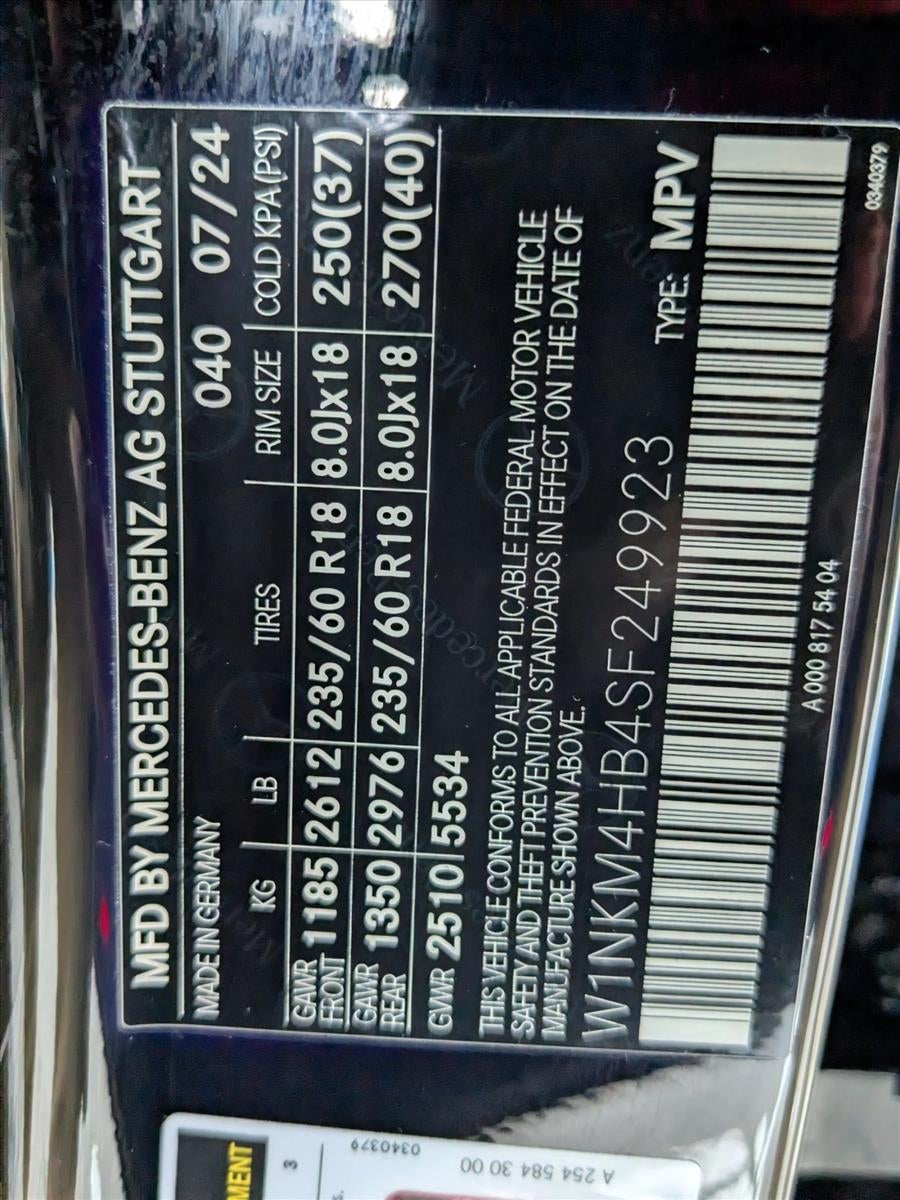 MFD BY MERCEDES-BENZ AG STUTTGART
MADE IN GERMANY 040 07/24
KG LB TIRES RIM SIZE COLD KPA(PSI)
GAWR FRONT 1185 2612 235/60 R18 8.0Jx18 250(37)
GAWR REAR 1350 2976 235/60 R18 8.0Jx18 270(40)
GVWR 2510 5534
THIS VEHICLE CONFORMS TO ALL APPLICABLE FEDERAL MOTOR VEHICLE
SAFETY AND THEFT PREVENTION STANDARDS IN EFFECT ON THE DATE OF
MANUFACTURE SHOWN ABOVE.
W1NKM4HB4SF249923 TYPE: MPV
A 000 817 54 04 0340379
MENT
3
0340379
A 254 584 30 00